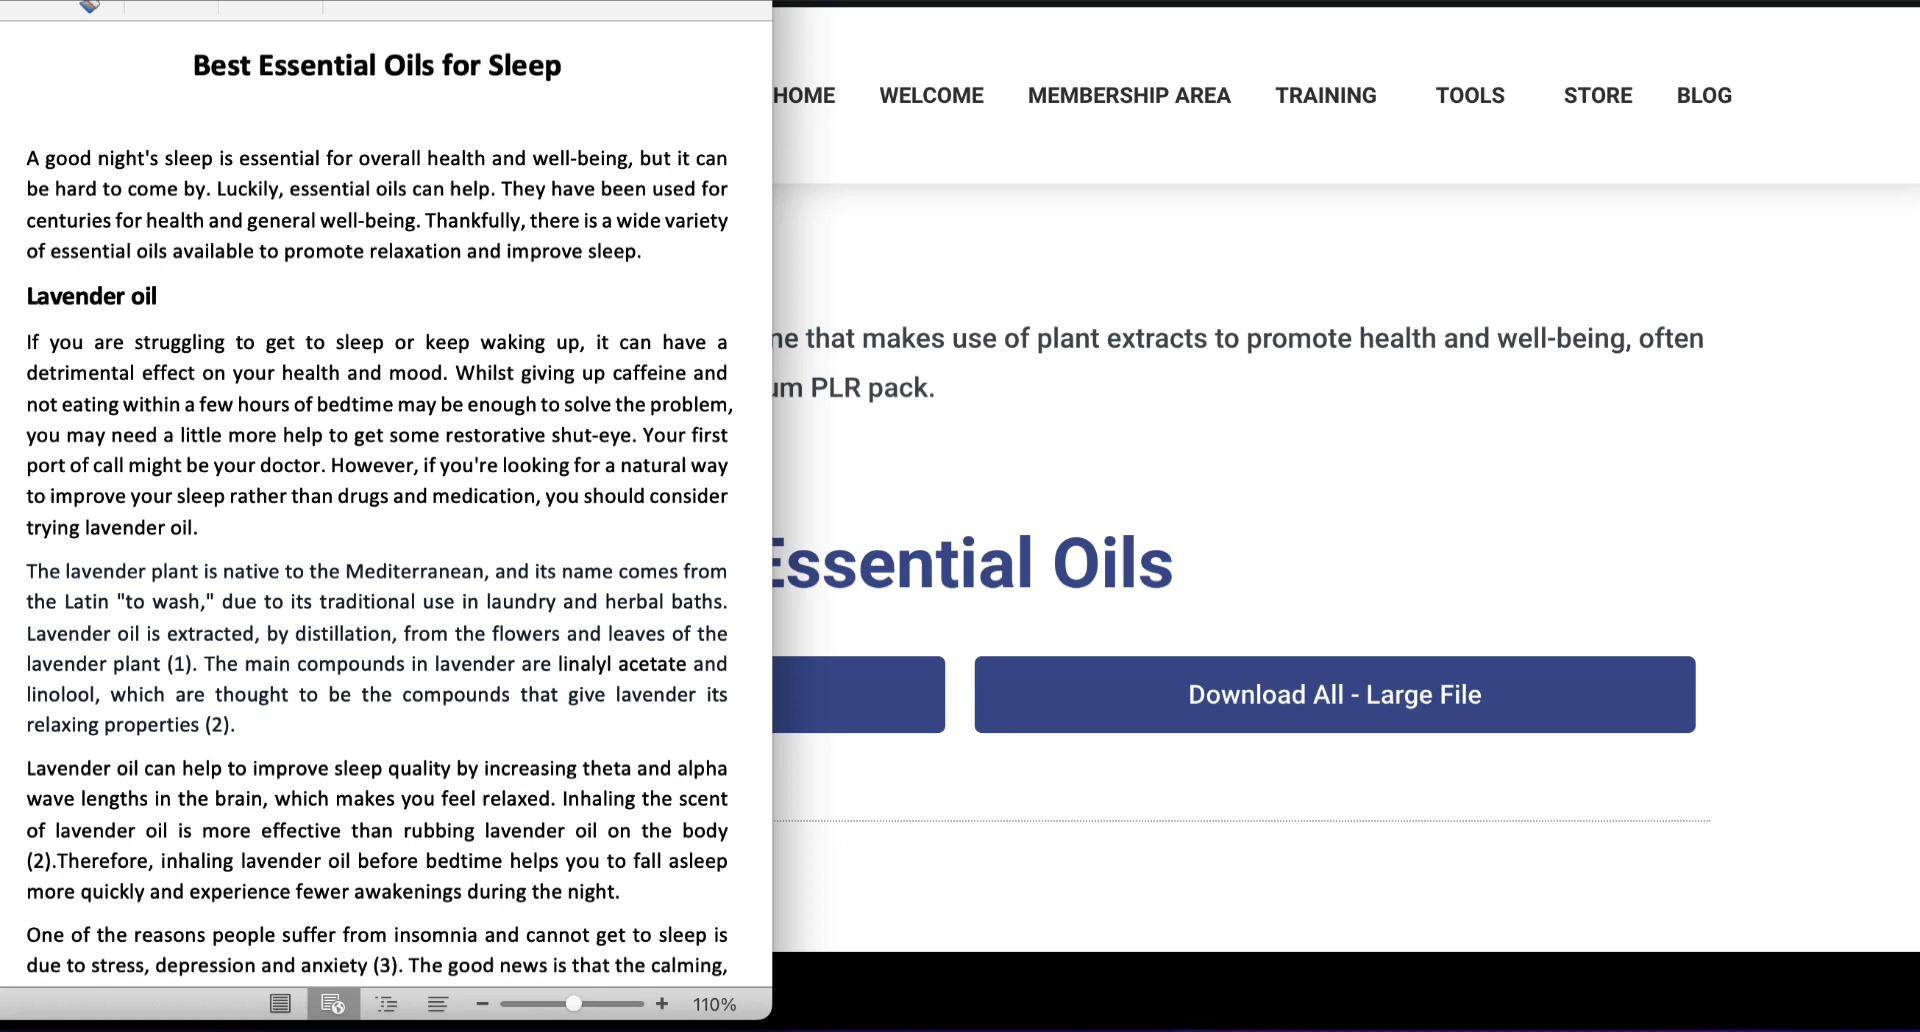 Best Essential Oils for Sleep
A good night's sleep is essential for overall health and well-being, but it can
be hard to come by. Luckily, essential oils can help. They have been used for
centuries for health and general well-being. Thankfully, there is a wide variety
of essential oils available to promote relaxation and improve sleep.
Lavender oil
If you are struggling to get to sleep or keep waking up, it can have a
detrimental effect on your health and mood. Whilst giving up caffeine and
not eating within a few hours of bedtime may be enough to solve the problem,
you may need a little more help to get some restorative shut-eye. Your first
port of call might be your doctor. However, if you're looking for a natural way
to improve your sleep rather than drugs and medication, you should consider
trying lavender oil.
The lavender plant is native to the Mediterranean, and its name comes from
the Latin "to wash," due to its traditional use in laundry and herbal baths.
Lavender oil is extracted, by distillation, from the flowers and leaves of the
lavender plant (1). The main compounds in lavender are linalyl acetate and
linolool, which are thought to be the compounds that give lavender its
relaxing properties (2).
Lavender oil can help to improve sleep quality by increasing theta and alpha
wave lengths in the brain, which makes you feel relaxed. Inhaling the scent
of lavender oil is more effective than rubbing lavender oil on the body
(2).Therefore, inhaling lavender oil before bedtime helps you to fall asleep
more quickly and experience fewer awakenings during the night.
One of the reasons people suffer from insomnia and cannot get to sleep is
due to stress, depression and anxiety (3). The good news is that the calming,
110%
HOME WELCOME MEMBERSHIP AREA TRAINING TOOLS STORE BLOG
that makes use of plant extracts to promote health and well-being, often
PLR pack.
Essential Oils
Download All - Large File